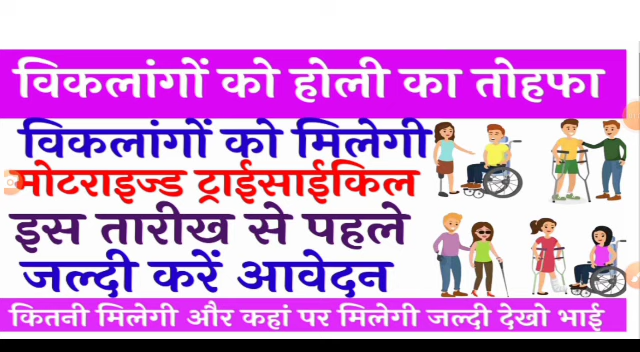 विकलांगों को होली का तोहफा
विकलांगों को मिलेगी
मोटराइज्ड ट्राईसाईकिल
इस तारीख से पहले
जल्दी करें आवेदन
कितनी मिलेगी और कहां पर मिलेगी जल्दी देखो भाई